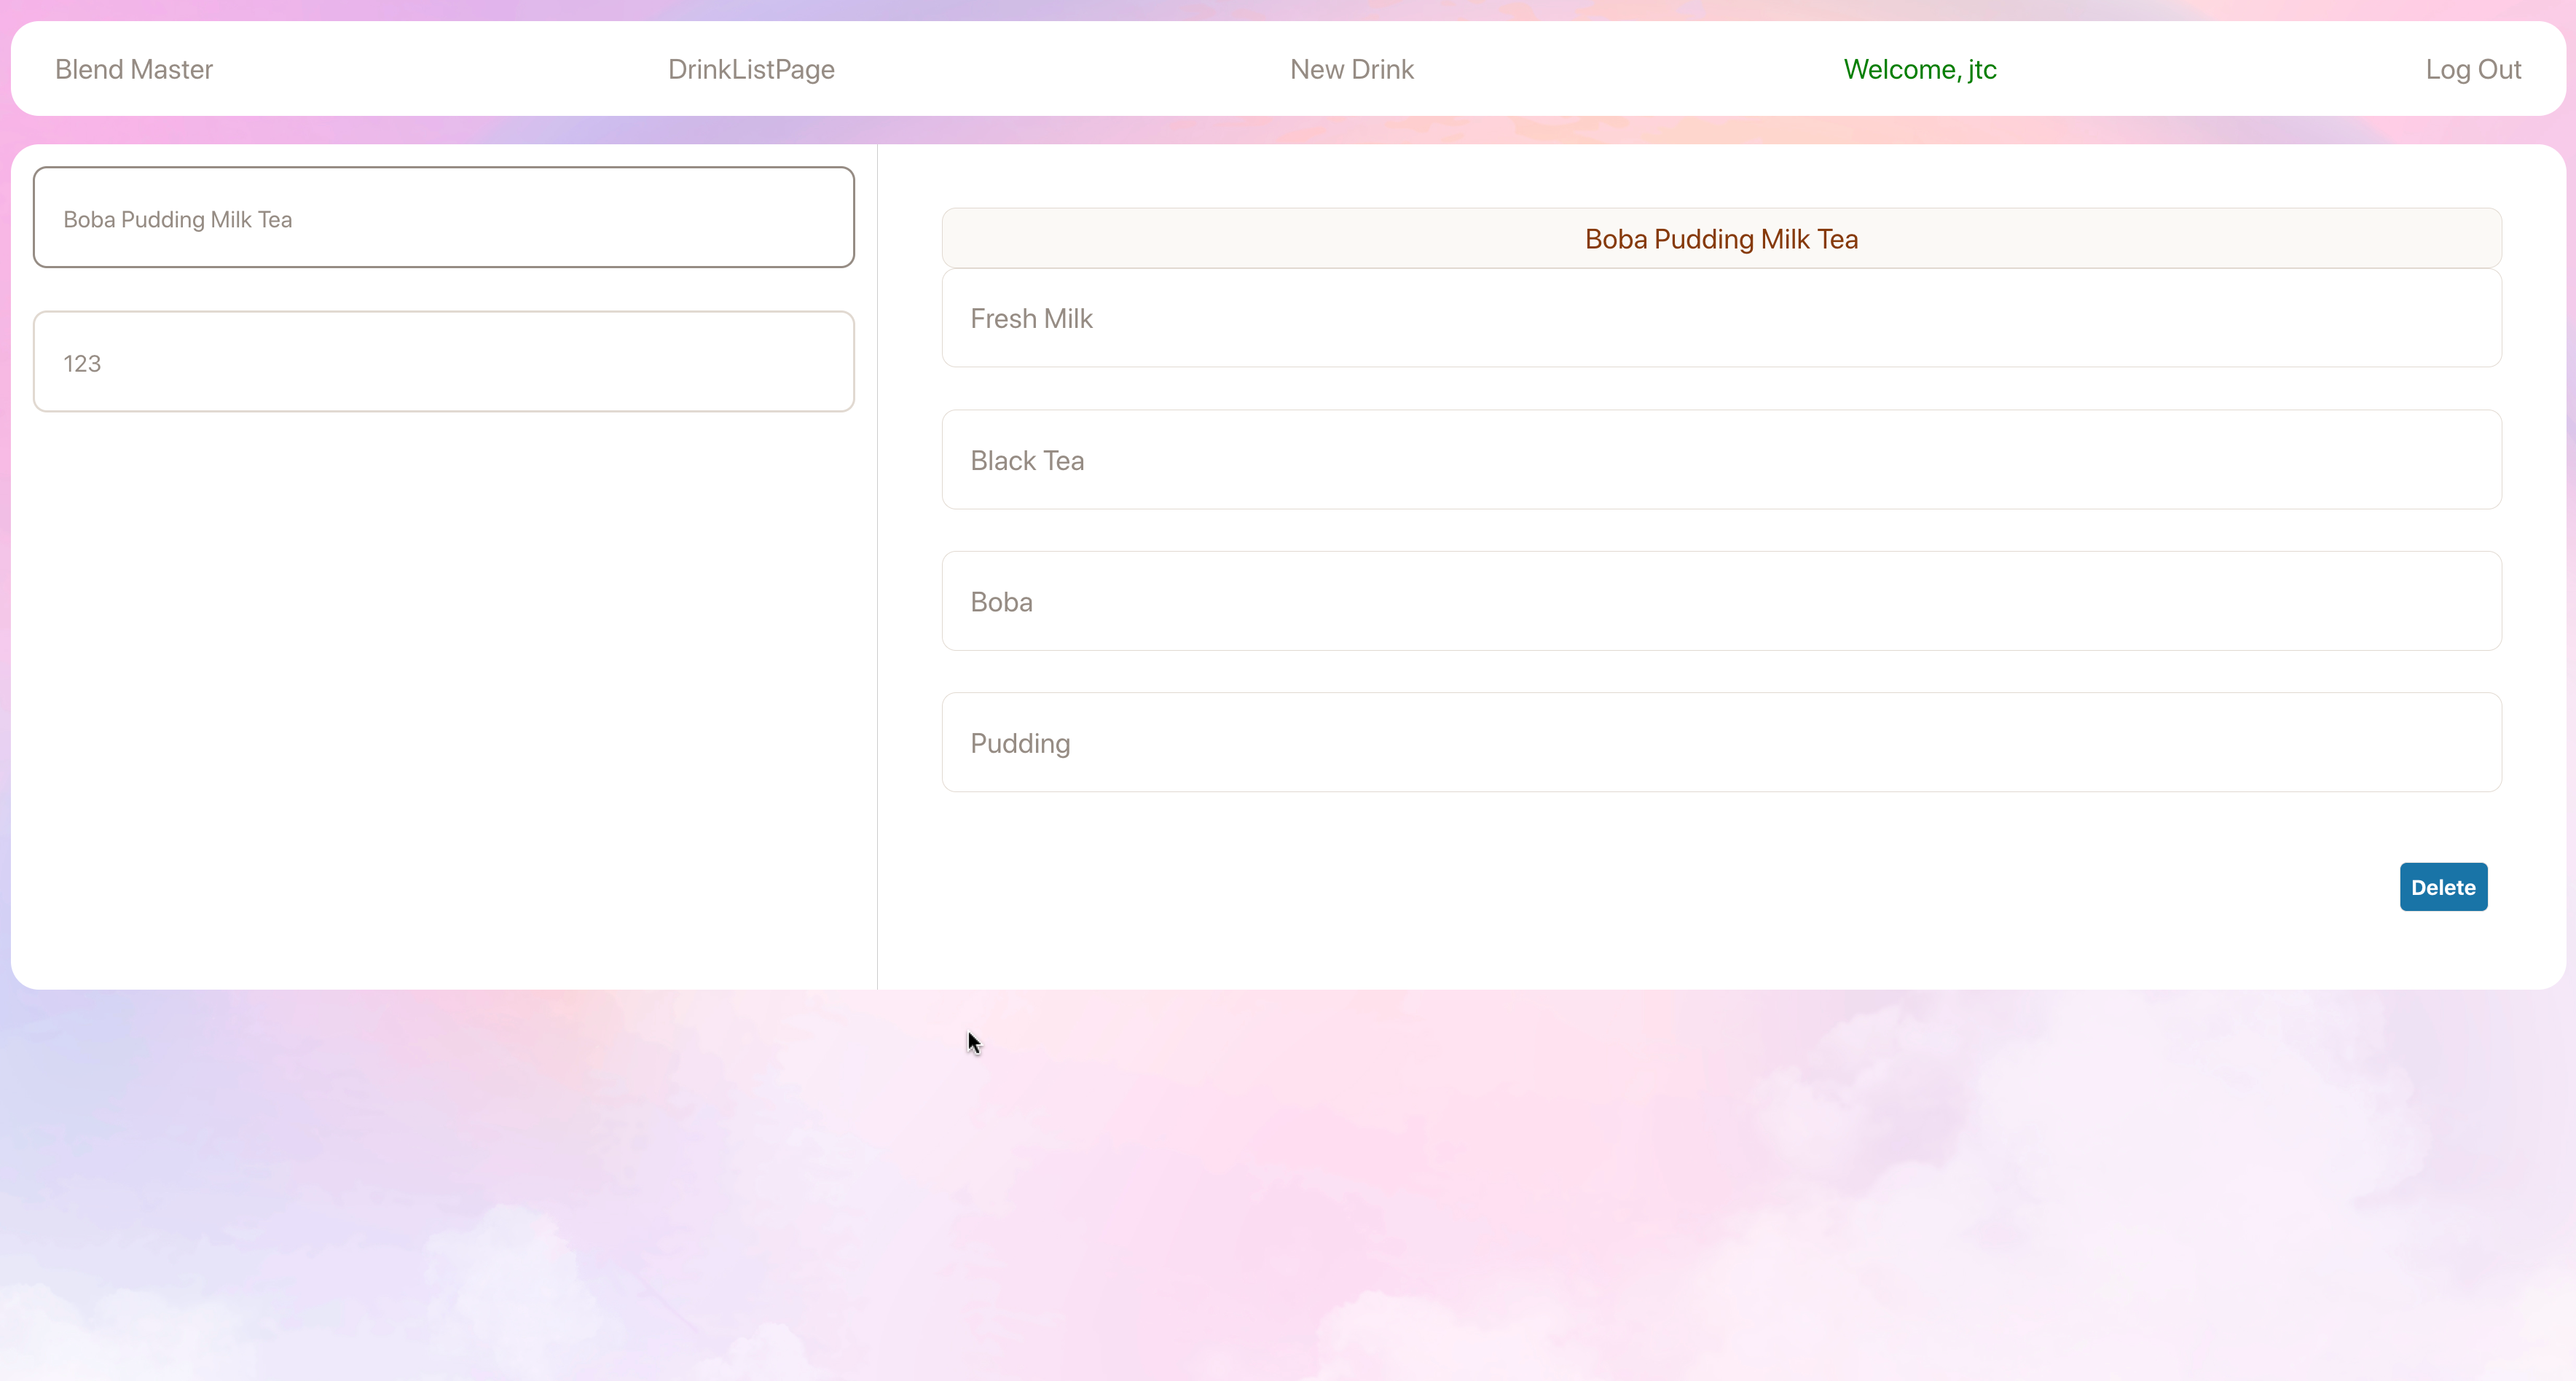 Blend Master DrinkListPage New Drink Welcome, jtc Log Out
Boba Pudding Milk Tea
123
Boba Pudding Milk Tea
Fresh Milk
Black Tea
Boba
Pudding
Delete